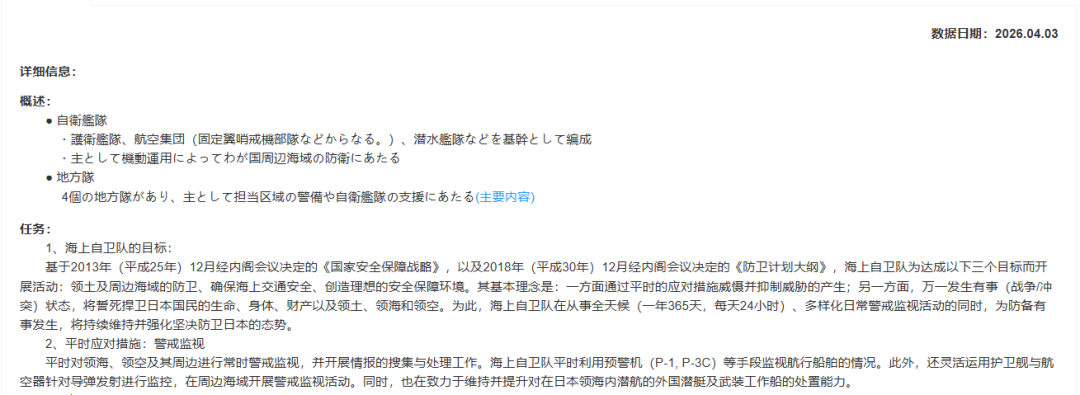 数据日期：2026.04.03
详细信息：
概述：
● 自衛艦隊
・護衛艦隊、航空集団（固定翼哨戒機部隊などからなる。）、潜水艦隊などを基幹として編成
・主として機動運用によってわが国周辺海域の防衛にあたる
● 地方隊
4個の地方隊があり、主として担当区域の警備や自衛艦隊の支援にあたる(主要内容)
任务：
1、海上自卫队的目标：
基于2013年（平成25年）12月经内阁会议决定的《国家安全保障战略》，以及2018年（平成30年）12月经内阁会议决定的《防卫计划大纲》，海上自卫队为达成以下三个目标而开
展活动：领土及周边海域的防卫、确保海上交通安全、创造理想的安全保障环境。其基本理念是：一方面通过平时的应对措施威慑并抑制威胁的产生；另一方面，万一发生有事（战争/冲
突）状态，将誓死捍卫日本国民的生命、身体、财产以及领土、领海和领空。为此，海上自卫队在从事全天候（一年365天，每天24小时）、多样化日常警戒监视活动的同时，为防备有
事发生，将持续维持并强化坚决防卫日本的态势。
2、平时应对措施：警戒监视
平时对领海、领空及其周边进行常时警戒监视，并开展情报的搜集与处理工作。海上自卫队平时利用预警机（P-1, P-3C）等手段监视航行船舶的情况。此外，还灵活运用护卫舰与航
空器针对导弹发射进行监控，在周边海域开展警戒监视活动。同时，也在致力于维持并提升对在日本领海内潜航的外国潜艇及武装工作船的处置能力。